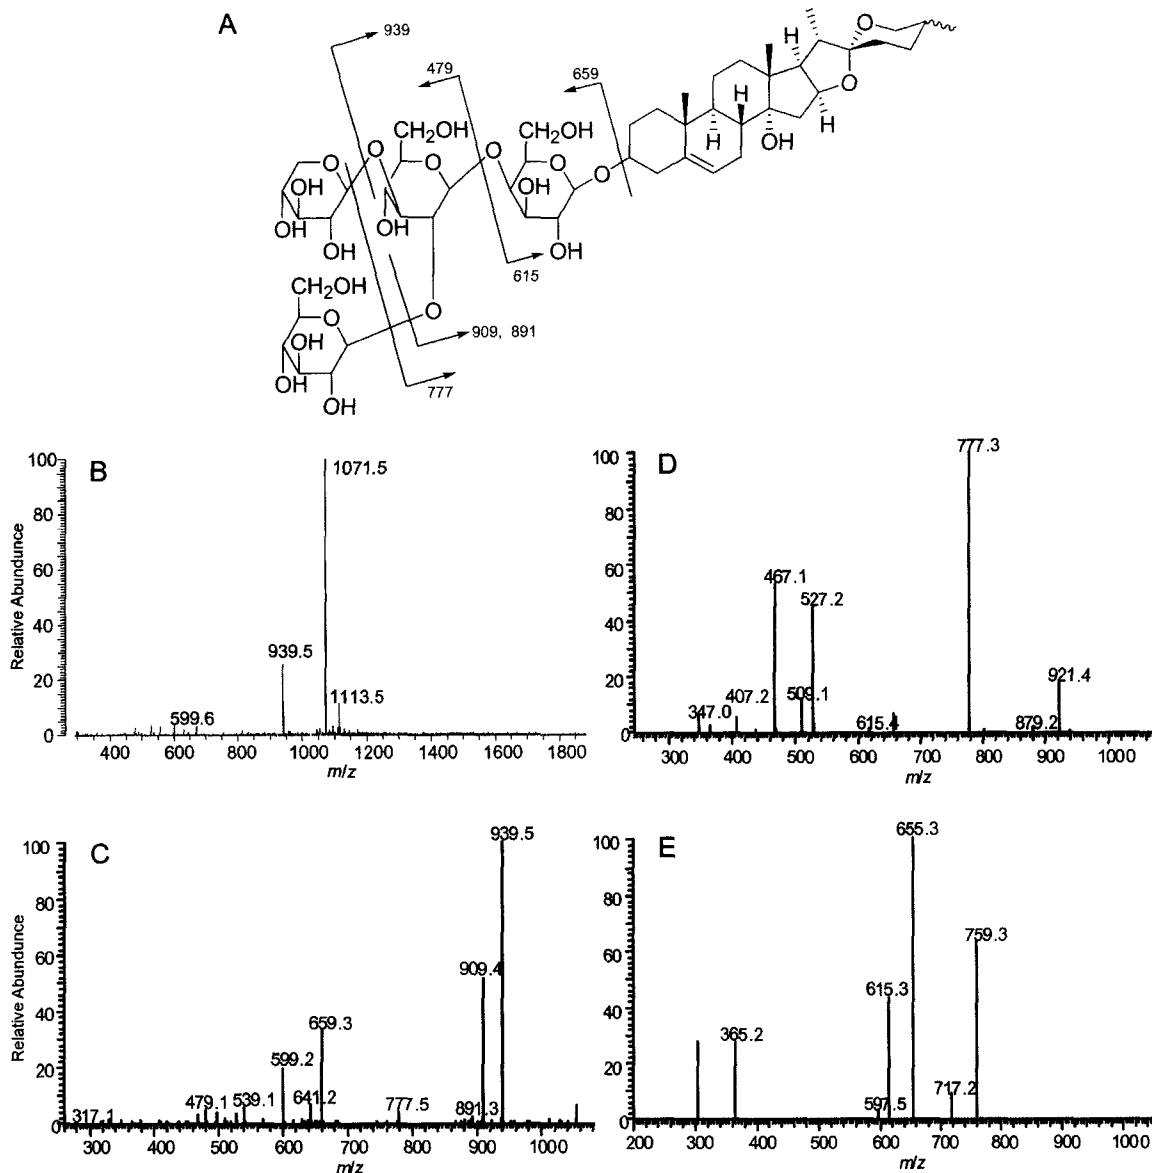 A
939
479
659
O
H
H
H
H
O
OH
CH2OH
CH2OH
O
O
O
O
O
O
O
OH
OH
OH
OH
OH
OH
OH
615
CH2OH
O
O
OH
OH
OH
909, 891
777
B
Relative Abundunce
100
80
60
40
20
0
1071.5
939.5
1113.5
599.6
400 600 800 1000 1200 1400 1600 1800
m/z
D
100
80
60
40
20
0
777.3
467.1
527.2
921.4
407.2
509.1
347.0
615.4
879.2
300 400 500 600 700 800 900 1000
m/z
C
Relative Abundance
100
80
60
40
20
0
939.5
909.4
659.3
599.2
479.1
539.1
641.2
777.5
891.3
317.1
300 400 500 600 700 800 900 1000
m/z
E
100
80
60
40
20
0
655.3
759.3
615.3
365.2
717.2
597.5
200 300 400 500 600 700 800 900 1000
m/z